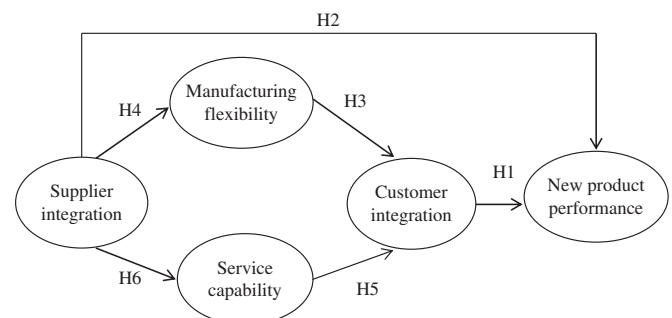 H2
Manufacturing
flexibility
H4
H3
H1
Supplier
integration
Customer
integration
New product
performance
H6
Service
capability
H5